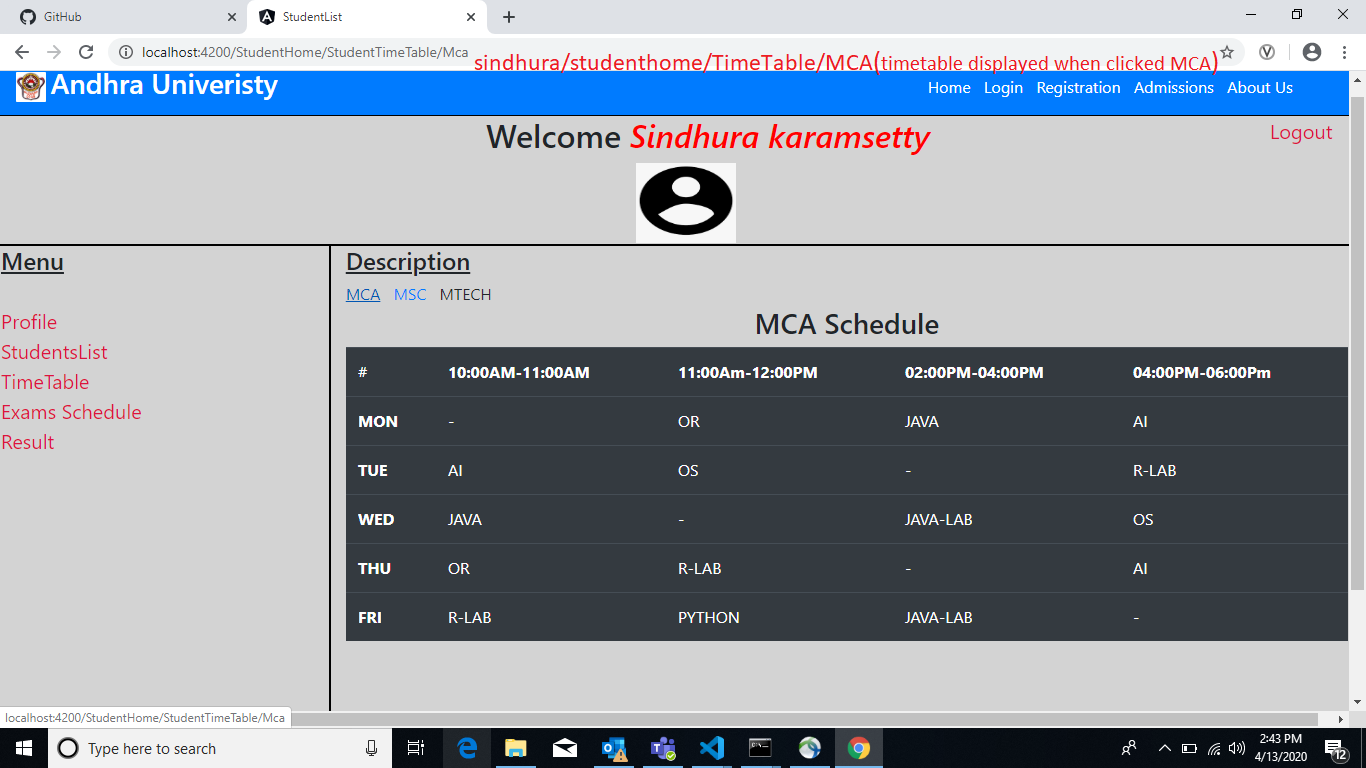 GitHub
StudentList
localhost:4200/StudentHome/StudentTimeTable/Mca
sindhura/studenthome/TimeTable/MCA(timetable displayed when clicked MCA)
Andhra Univeristy
Home Login Registration Admissions About Us
Welcome Sindhura karamsetty
Logout
Menu
Profile
StudentsList
TimeTable
Exams Schedule
Result
Description
MCA MSC MTECH
MCA Schedule
# 10:00AM-11:00AM 11:00Am-12:00PM 02:00PM-04:00PM 04:00PM-06:00Pm
MON - OR JAVA AI
TUE AI OS - R-LAB
WED JAVA - JAVA-LAB OS
THU OR R-LAB - AI
FRI R-LAB PYTHON JAVA-LAB -
localhost:4200/StudentHome/StudentTimeTable/Mca
Type here to search
2:43 PM
4/13/2020
12